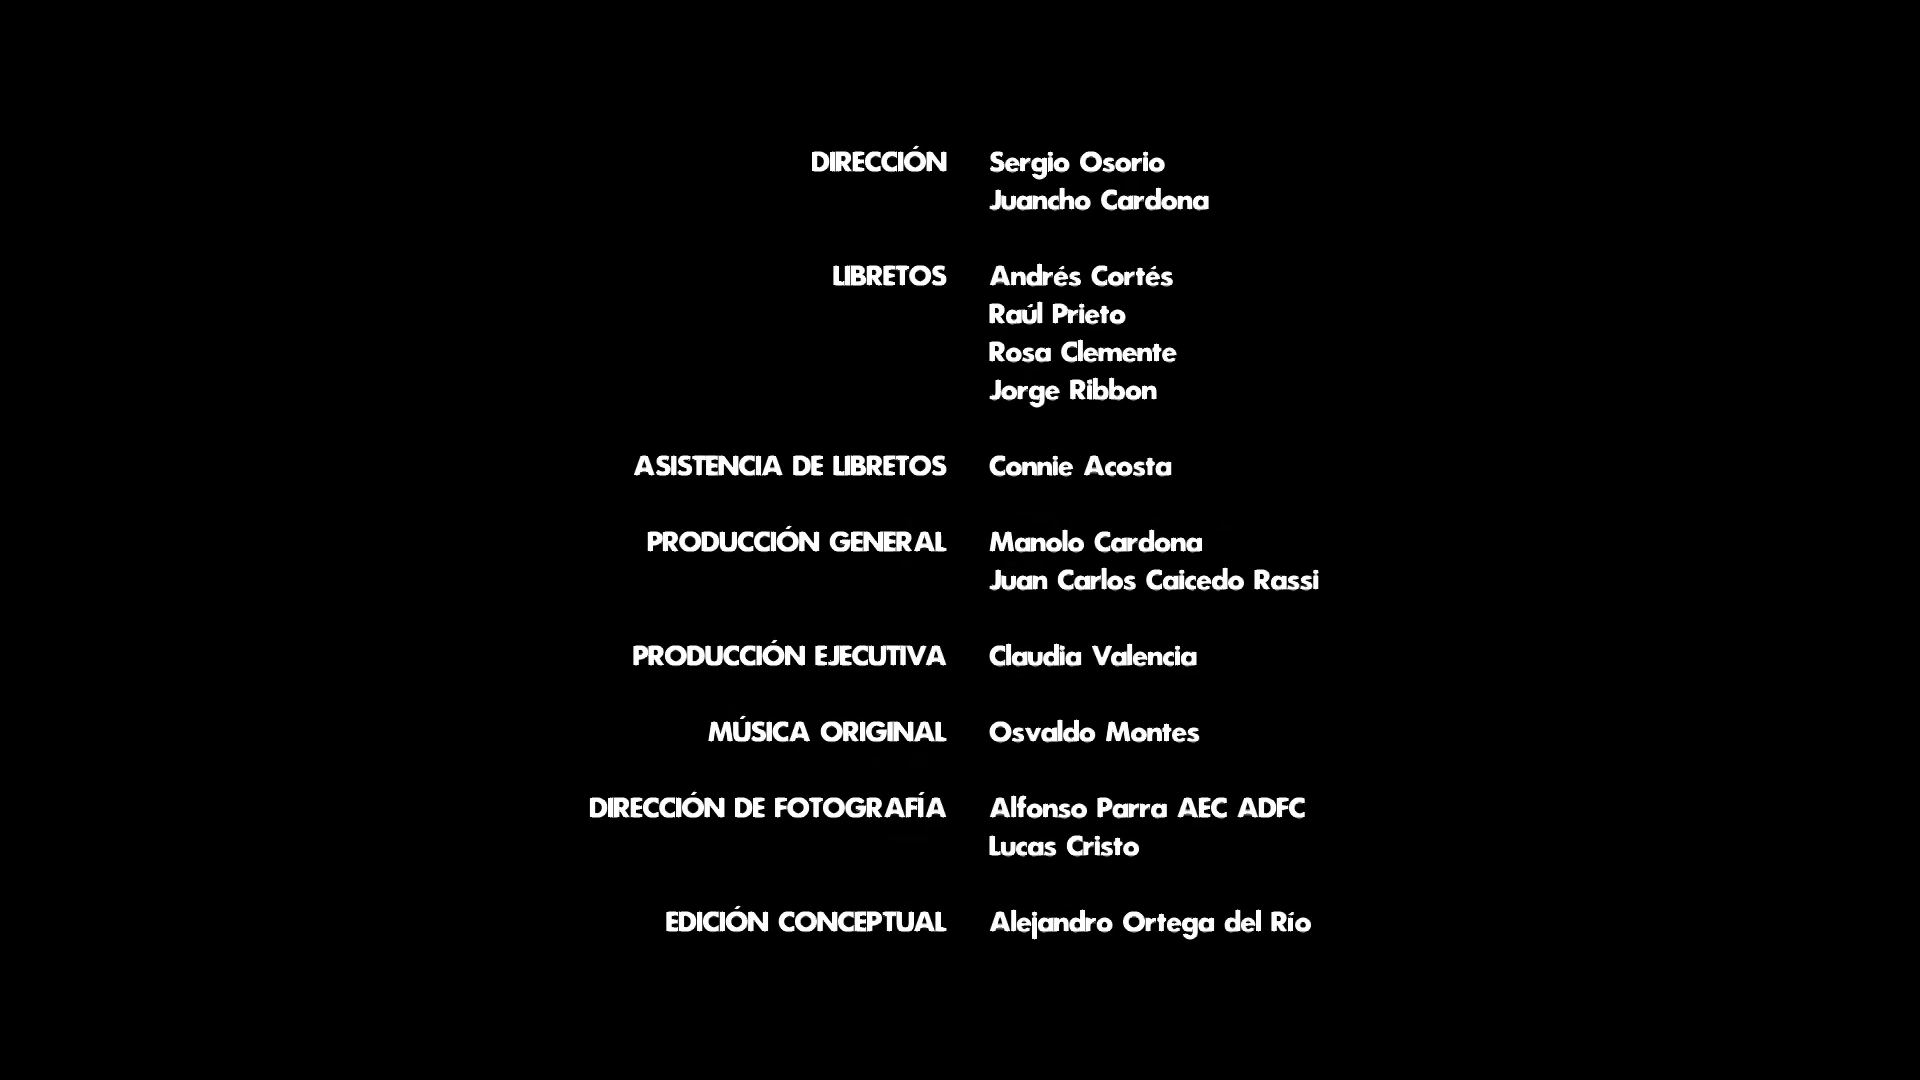 DIRECCIÓN Sergio Osorio
Juancho Cardona
LIBRETOS Andrés Cortés
Raúl Prieto
Rosa Clemente
Jorge Ribbon
ASISTENCIA DE LIBRETOS Connie Acosta
PRODUCCIÓN GENERAL Manolo Cardona
Juan Carlos Caicedo Rassi
PRODUCCIÓN EJECUTIVA Claudia Valencia
MÚSICA ORIGINAL Osvaldo Montes
DIRECCIÓN DE FOTOGRAFÍA Alfonso Parra AEC ADFC
Lucas Cristo
EDICIÓN CONCEPTUAL Alejandro Ortega del Río